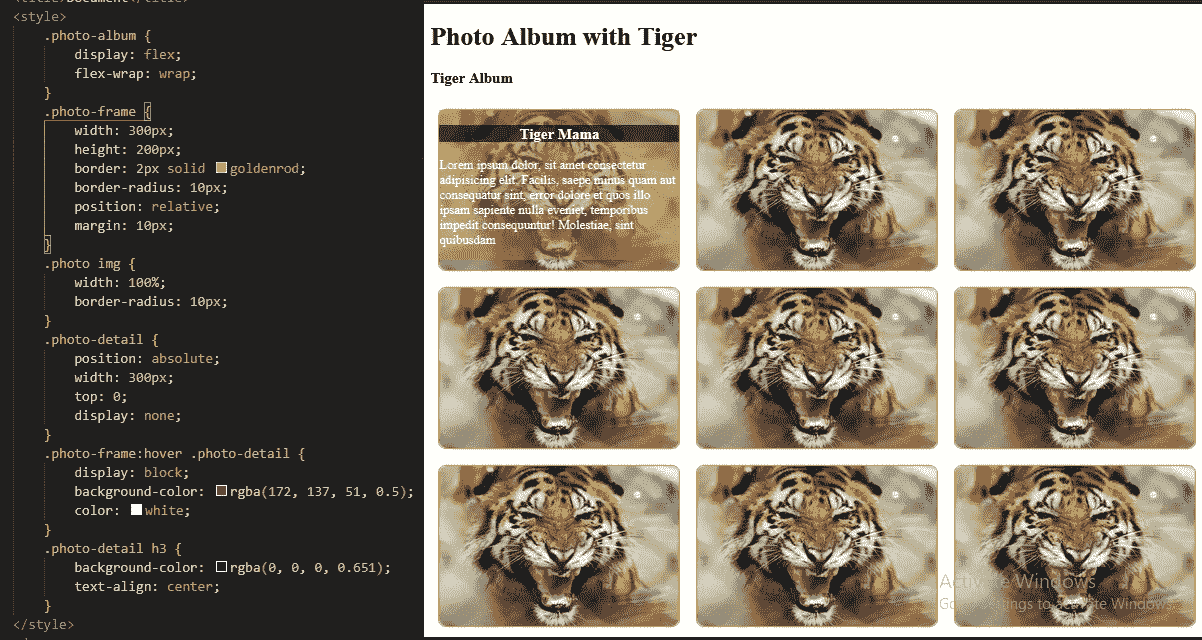 <title>Document</title>
<style>
.photo-album {
display: flex;
flex-wrap: wrap;
}
.photo-frame {
width: 300px;
height: 200px;
border: 2px solid goldenrod;
border-radius: 10px;
position: relative;
margin: 10px;
}
.photo img {
width: 100%;
border-radius: 10px;
}
.photo-detail {
position: absolute;
width: 300px;
top: 0;
display: none;
}
.photo-frame:hover .photo-detail {
display: block;
background-color: rgba(172, 137, 51, 0.5);
color: white;
}
.photo-detail h3 {
background-color: rgba(0, 0, 0, 0.651);
text-align: center;
}
</style>
Photo Album with Tiger
Tiger Album
Tiger Mama
Lorem ipsum dolor, sit amet consectetur
adipisicing elit. Facilis, saepe minus quam aut
consequatur sint, error dolore et quos illo
ipsam sapiente nulla eveniet, temporibus
impedit consequuntur! Molestiae, sint
quibusdam
Activate Windows
Go to Settings to activate Windows.